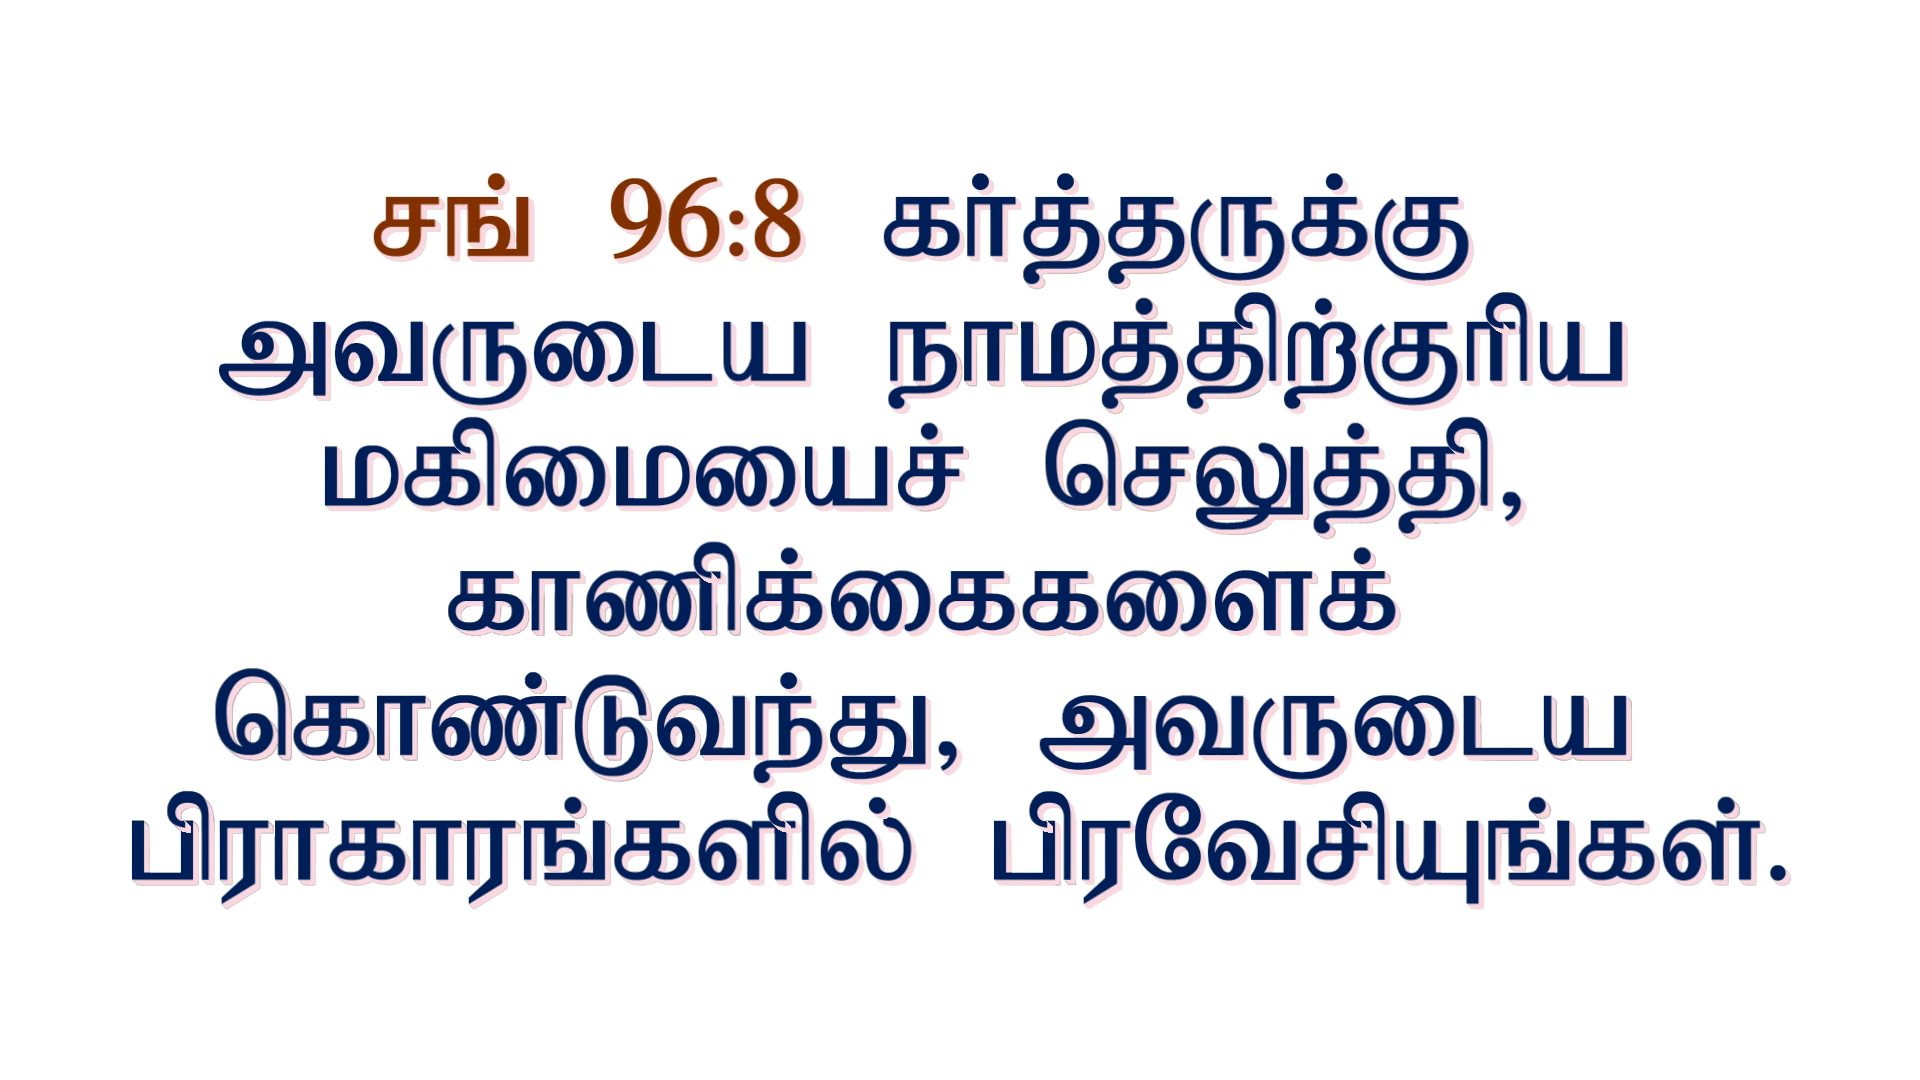 சங் 96:8 கர்த்தருக்கு
அவருடைய நாமத்திற்குரிய
மகிமையைச் செலுத்தி,
காணிக்கைகளைக்
கொண்டுவந்து, அவருடைய
பிராகாரங்களில் பிரவேசியுங்கள்.